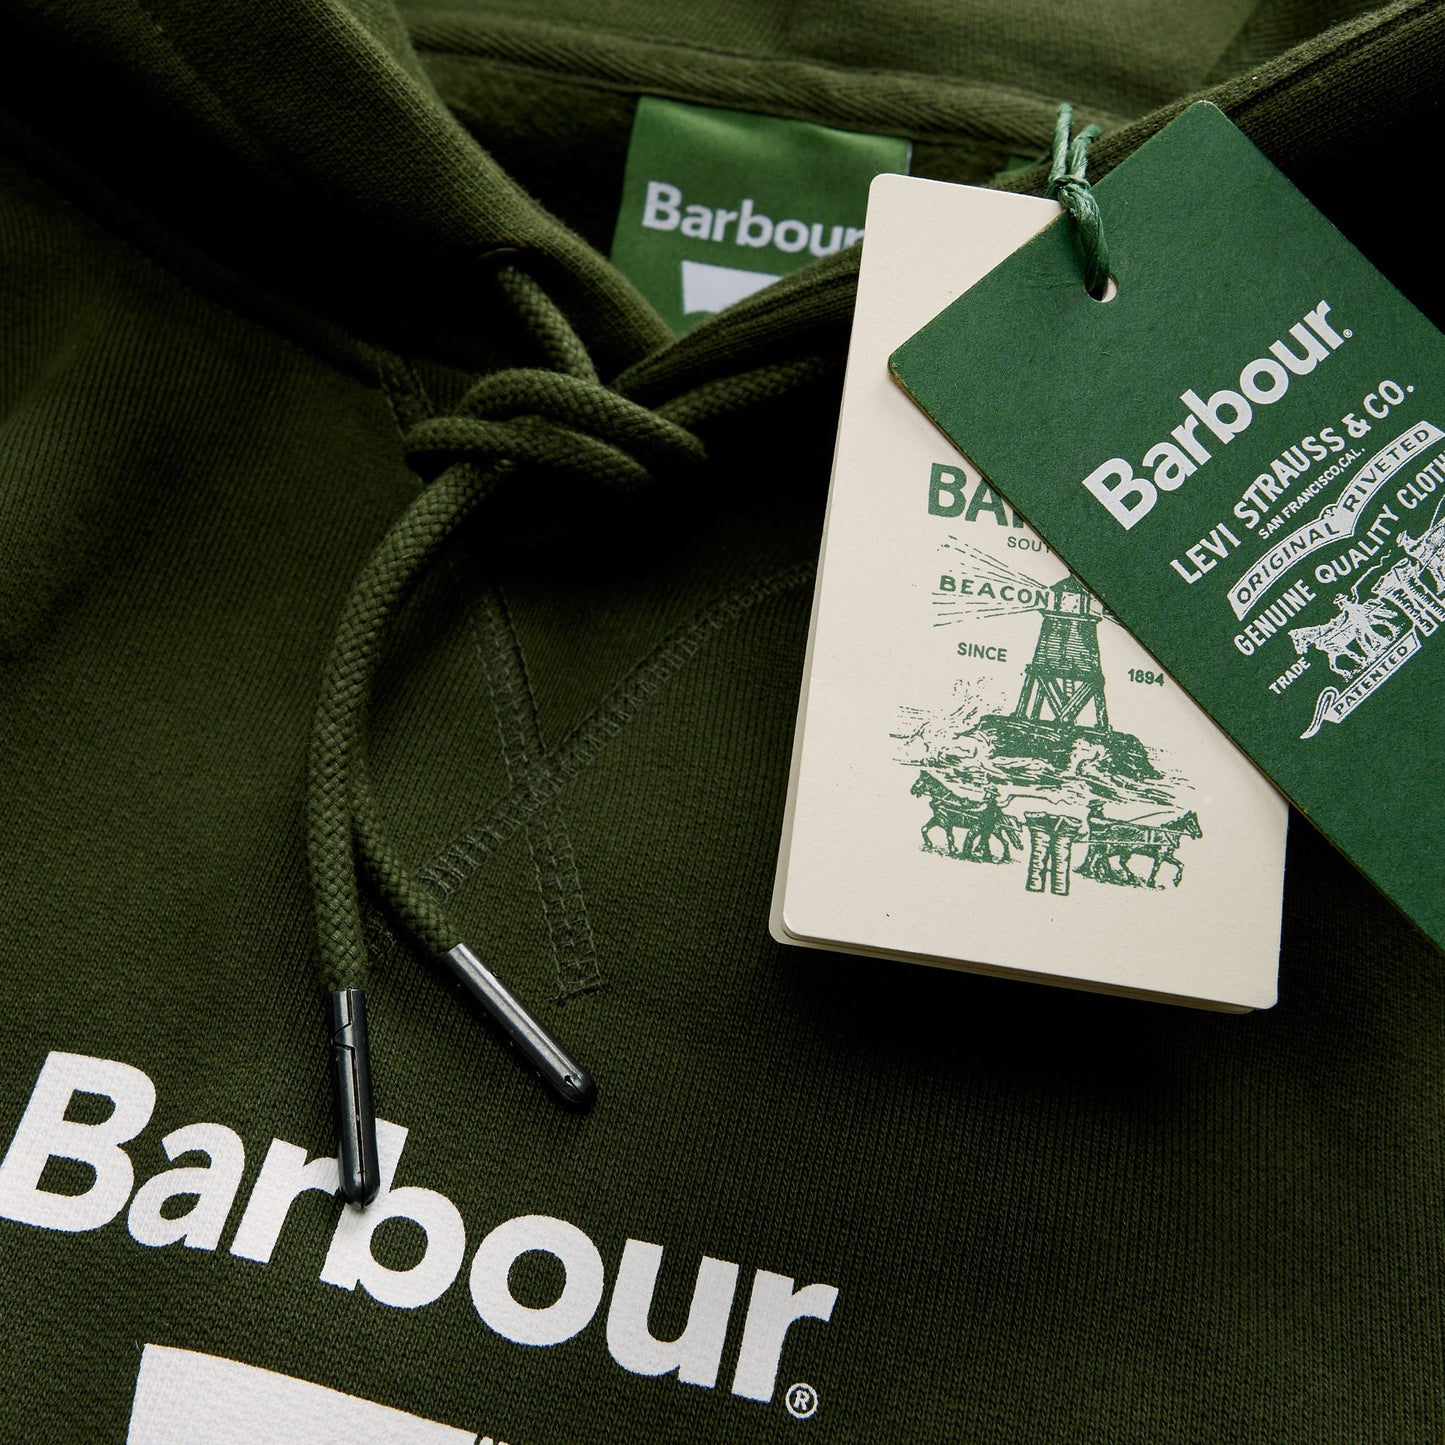 Barbour
SINCE
1894
BEACON
Barbour®
LEVI STRAUSS & CO.
SAN FRANCISCO, CAL.
ORIGINAL RIVETED
GENUINE QUALITY
TRADE
PATENTED
Barbour®